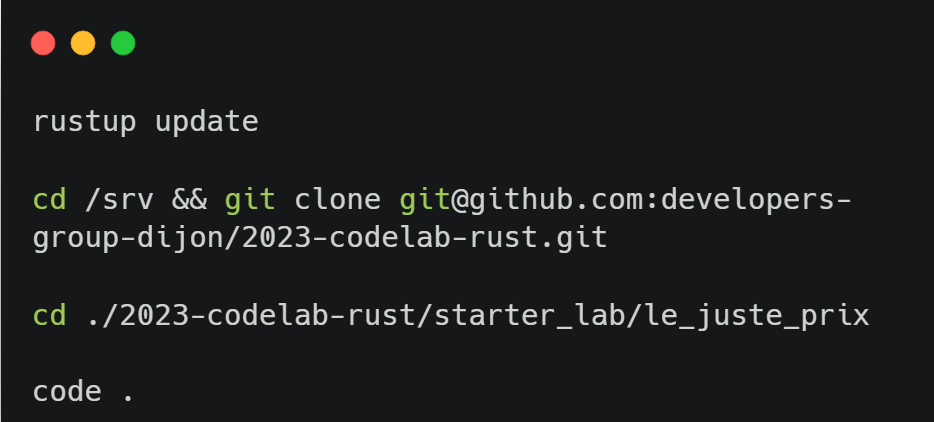 rustup update
cd /srv && git clone git@github.com:developers-
group-dijon/2023-codelab-rust.git
cd ./2023-codelab-rust/starter_lab/le_juste_prix
code .